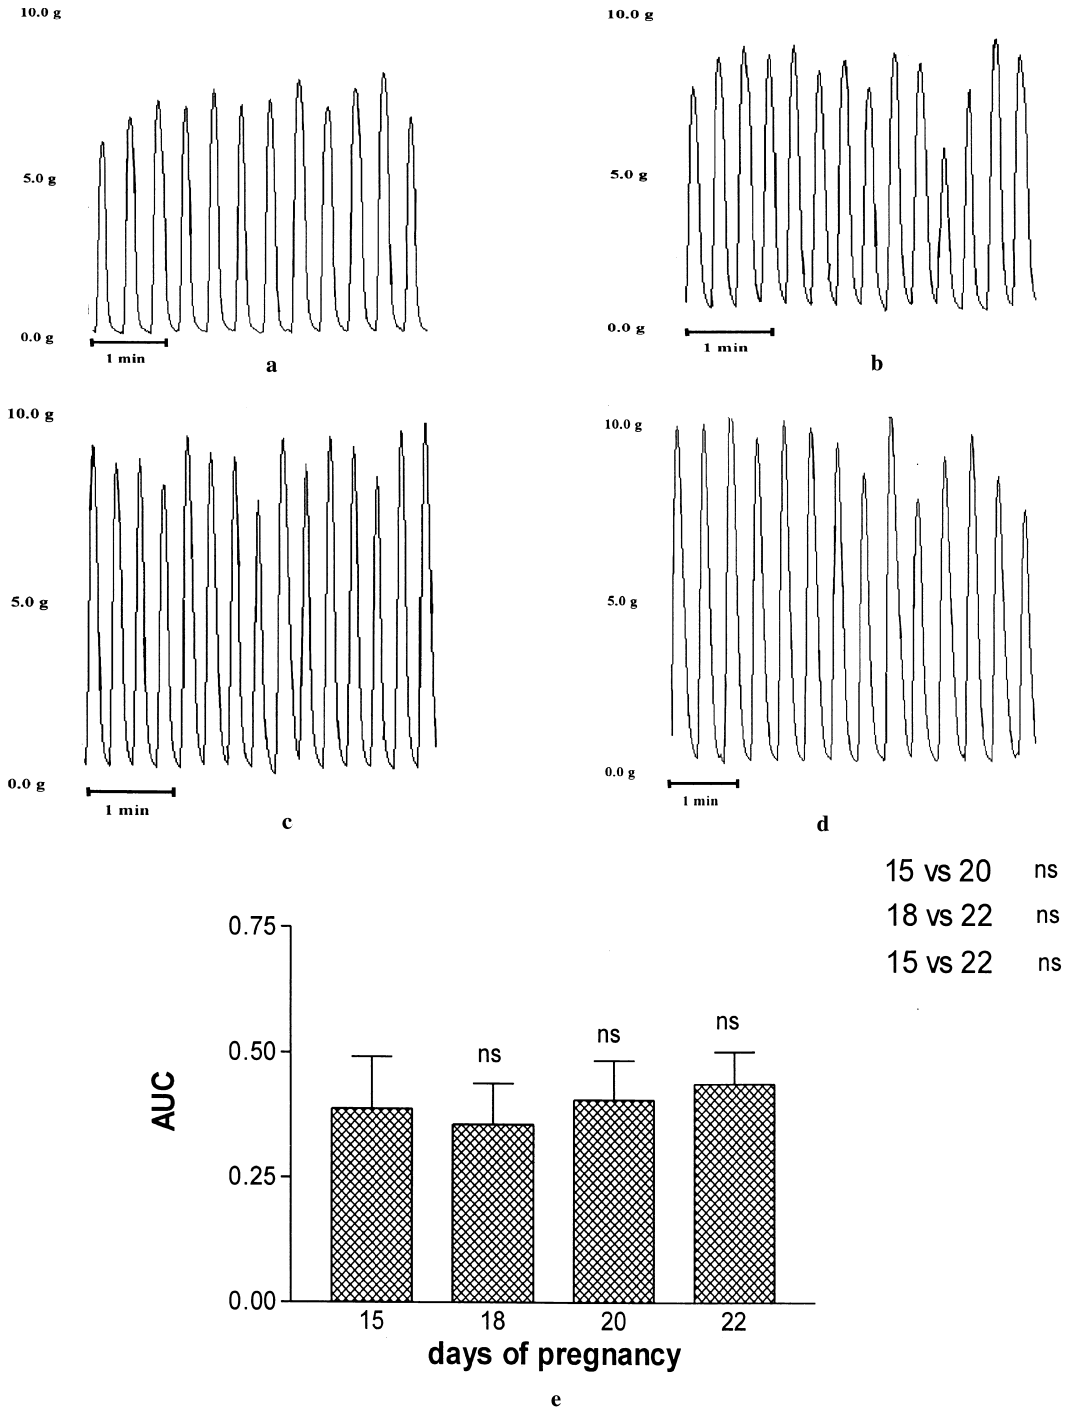 10.0 g
5.0 g
0.0 g
1 min
a
10.0 g
5.0 g
0.0 g
1 min
b
10.0 g
5.0 g
0.0 g
1 min
c
10.0 g
5.0 g
0.0 g
1 min
d
15 vs 20 ns
18 vs 22 ns
15 vs 22 ns
0.75
0.50
0.25
0.00
AUC
ns
ns
ns
15 18 20 22
days of pregnancy
e